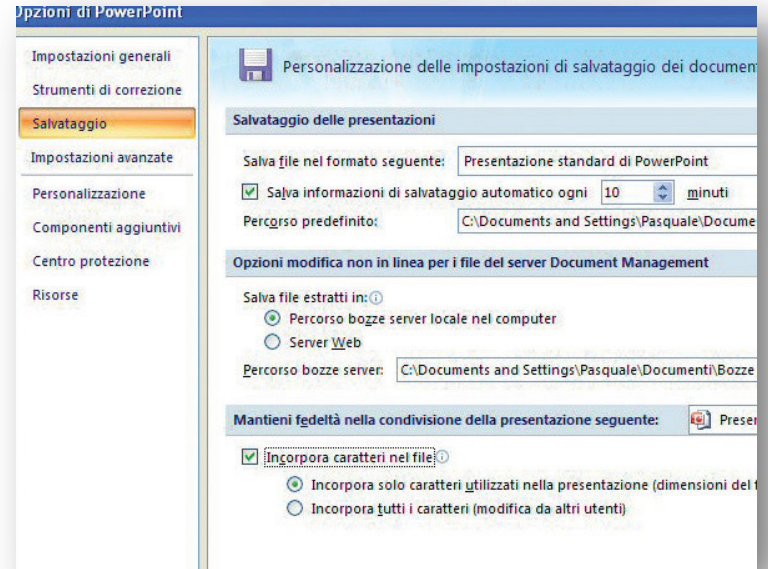 Opzioni di PowerPoint
Impostazioni generali
Strumenti di correzione
Salvataggio
Impostazioni avanzate
Personalizzazione
Componenti aggiuntivi
Centro protezione
Risorse
Personalizzazione delle impostazioni di salvataggio dei documen
Salvataggio delle presentazioni
Salva file nel formato seguente: Presentazione standard di PowerPoint
Salva informazioni di salvataggio automatico ogni 10 minuti
Percorso predefinito: C:\Documents and Settings\Pasquale\Docume
Opzioni modifica non in linea per i file del server Document Management
Salva file estratti in:
Percorso bozze server locale nel computer
Server Web
Percorso bozze server: C:\Documents and Settings\Pasquale\Documenti\Bozze
Mantieni fedeltà nella condivisione della presentazione seguente: Presen
Incorpora caratteri nel file
Incorpora solo caratteri utilizzati nella presentazione (dimensioni del f
Incorpora tutti i caratteri (modifica da altri utenti)